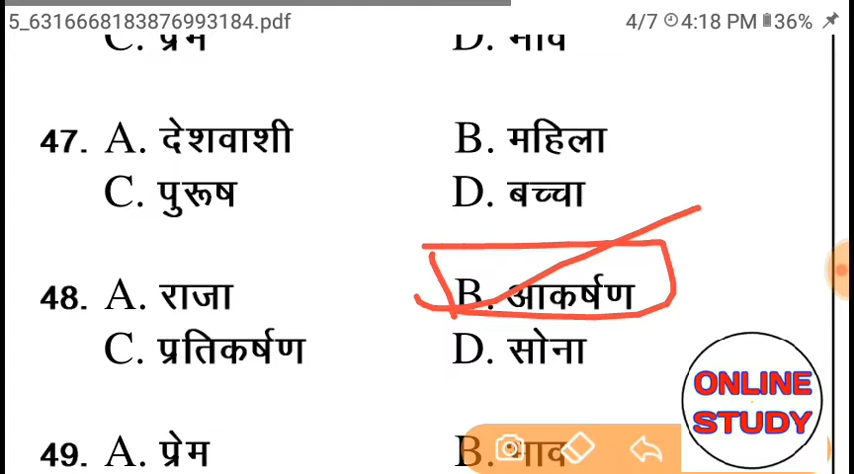 5_6316668183876993184.pdf 4/7 4:18 PM 36%
C. प्रेम D. भाव
47. A. देशवाशी B. महिला
C. पुरूष D. बच्चा
48. A. राजा B. आकर्षण
C. प्रतिकर्षण D. सोना
49. A. प्रेम B. भाव
ONLINE
STUDY